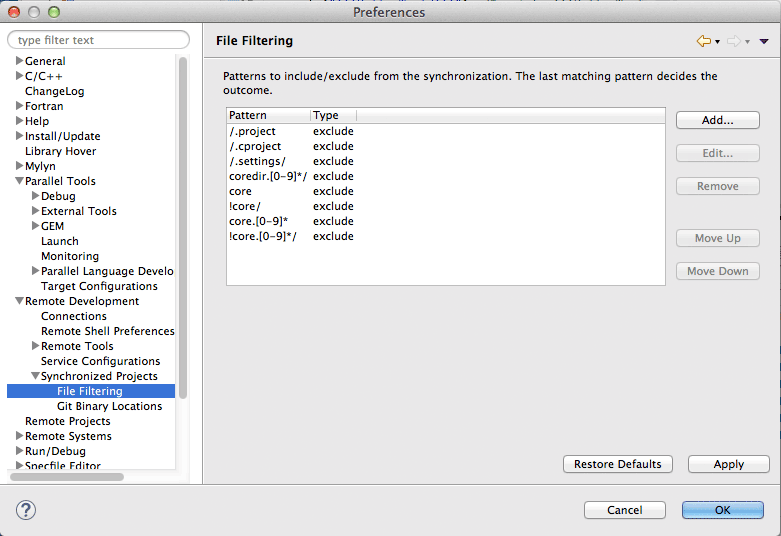 Preferences
type filter text
General
C/C++
ChangeLog
Fortran
Help
Install/Update
Library Hover
Mylyn
Parallel Tools
Debug
External Tools
GEM
Launch
Monitoring
Parallel Language Develo
Target Configurations
Remote Development
Connections
Remote Shell Preferences
Remote Tools
Service Configurations
Synchronized Projects
File Filtering
Git Binary Locations
Remote Projects
Remote Systems
Run/Debug
Specfile Editor
File Filtering
Patterns to include/exclude from the synchronization. The last matching pattern decides the
outcome.
Pattern Type
/.project exclude
/.cproject exclude
/.settings/ exclude
coredir.[0-9]*/ exclude
core exclude
!core/ exclude
core.[0-9]* exclude
!core.[0-9]*/ exclude
Add...
Edit...
Remove
Move Up
Move Down
Restore Defaults Apply
? Cancel OK